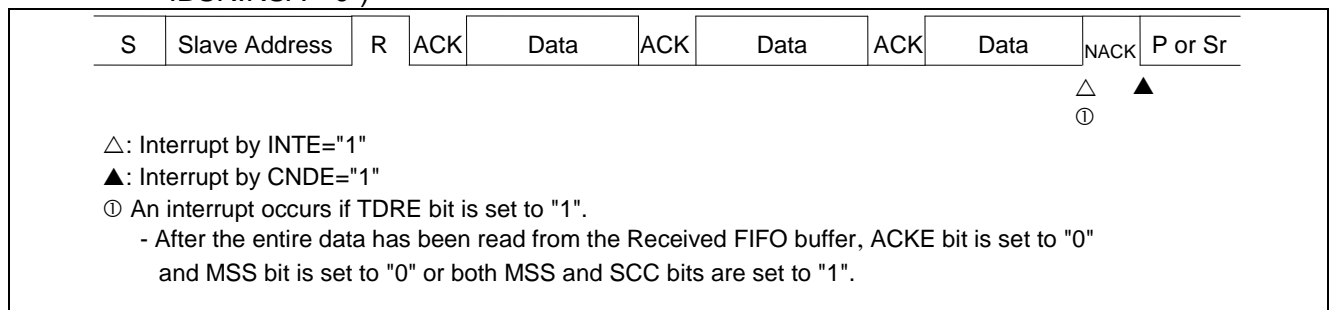 S Slave Address R ACK Data ACK Data ACK Data NACK P or Sr
△ ▲
①
△: Interrupt by INTE="1"
▲: Interrupt by CNDE="1"
① An interrupt occurs if TDRE bit is set to "1".
- After the entire data has been read from the Received FIFO buffer, ACKE bit is set to "0"
and MSS bit is set to "0" or both MSS and SCC bits are set to "1".